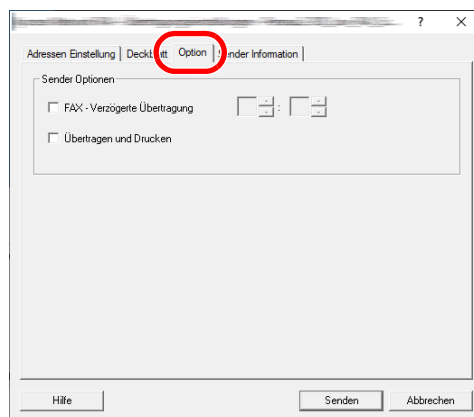 ?
Adressen Einstellung Deckblatt Option Sender Information
Sender Optionen
FAX - Verzögerte Übertragung :
Übertragen und Drucken
Hilfe Senden Abbrechen